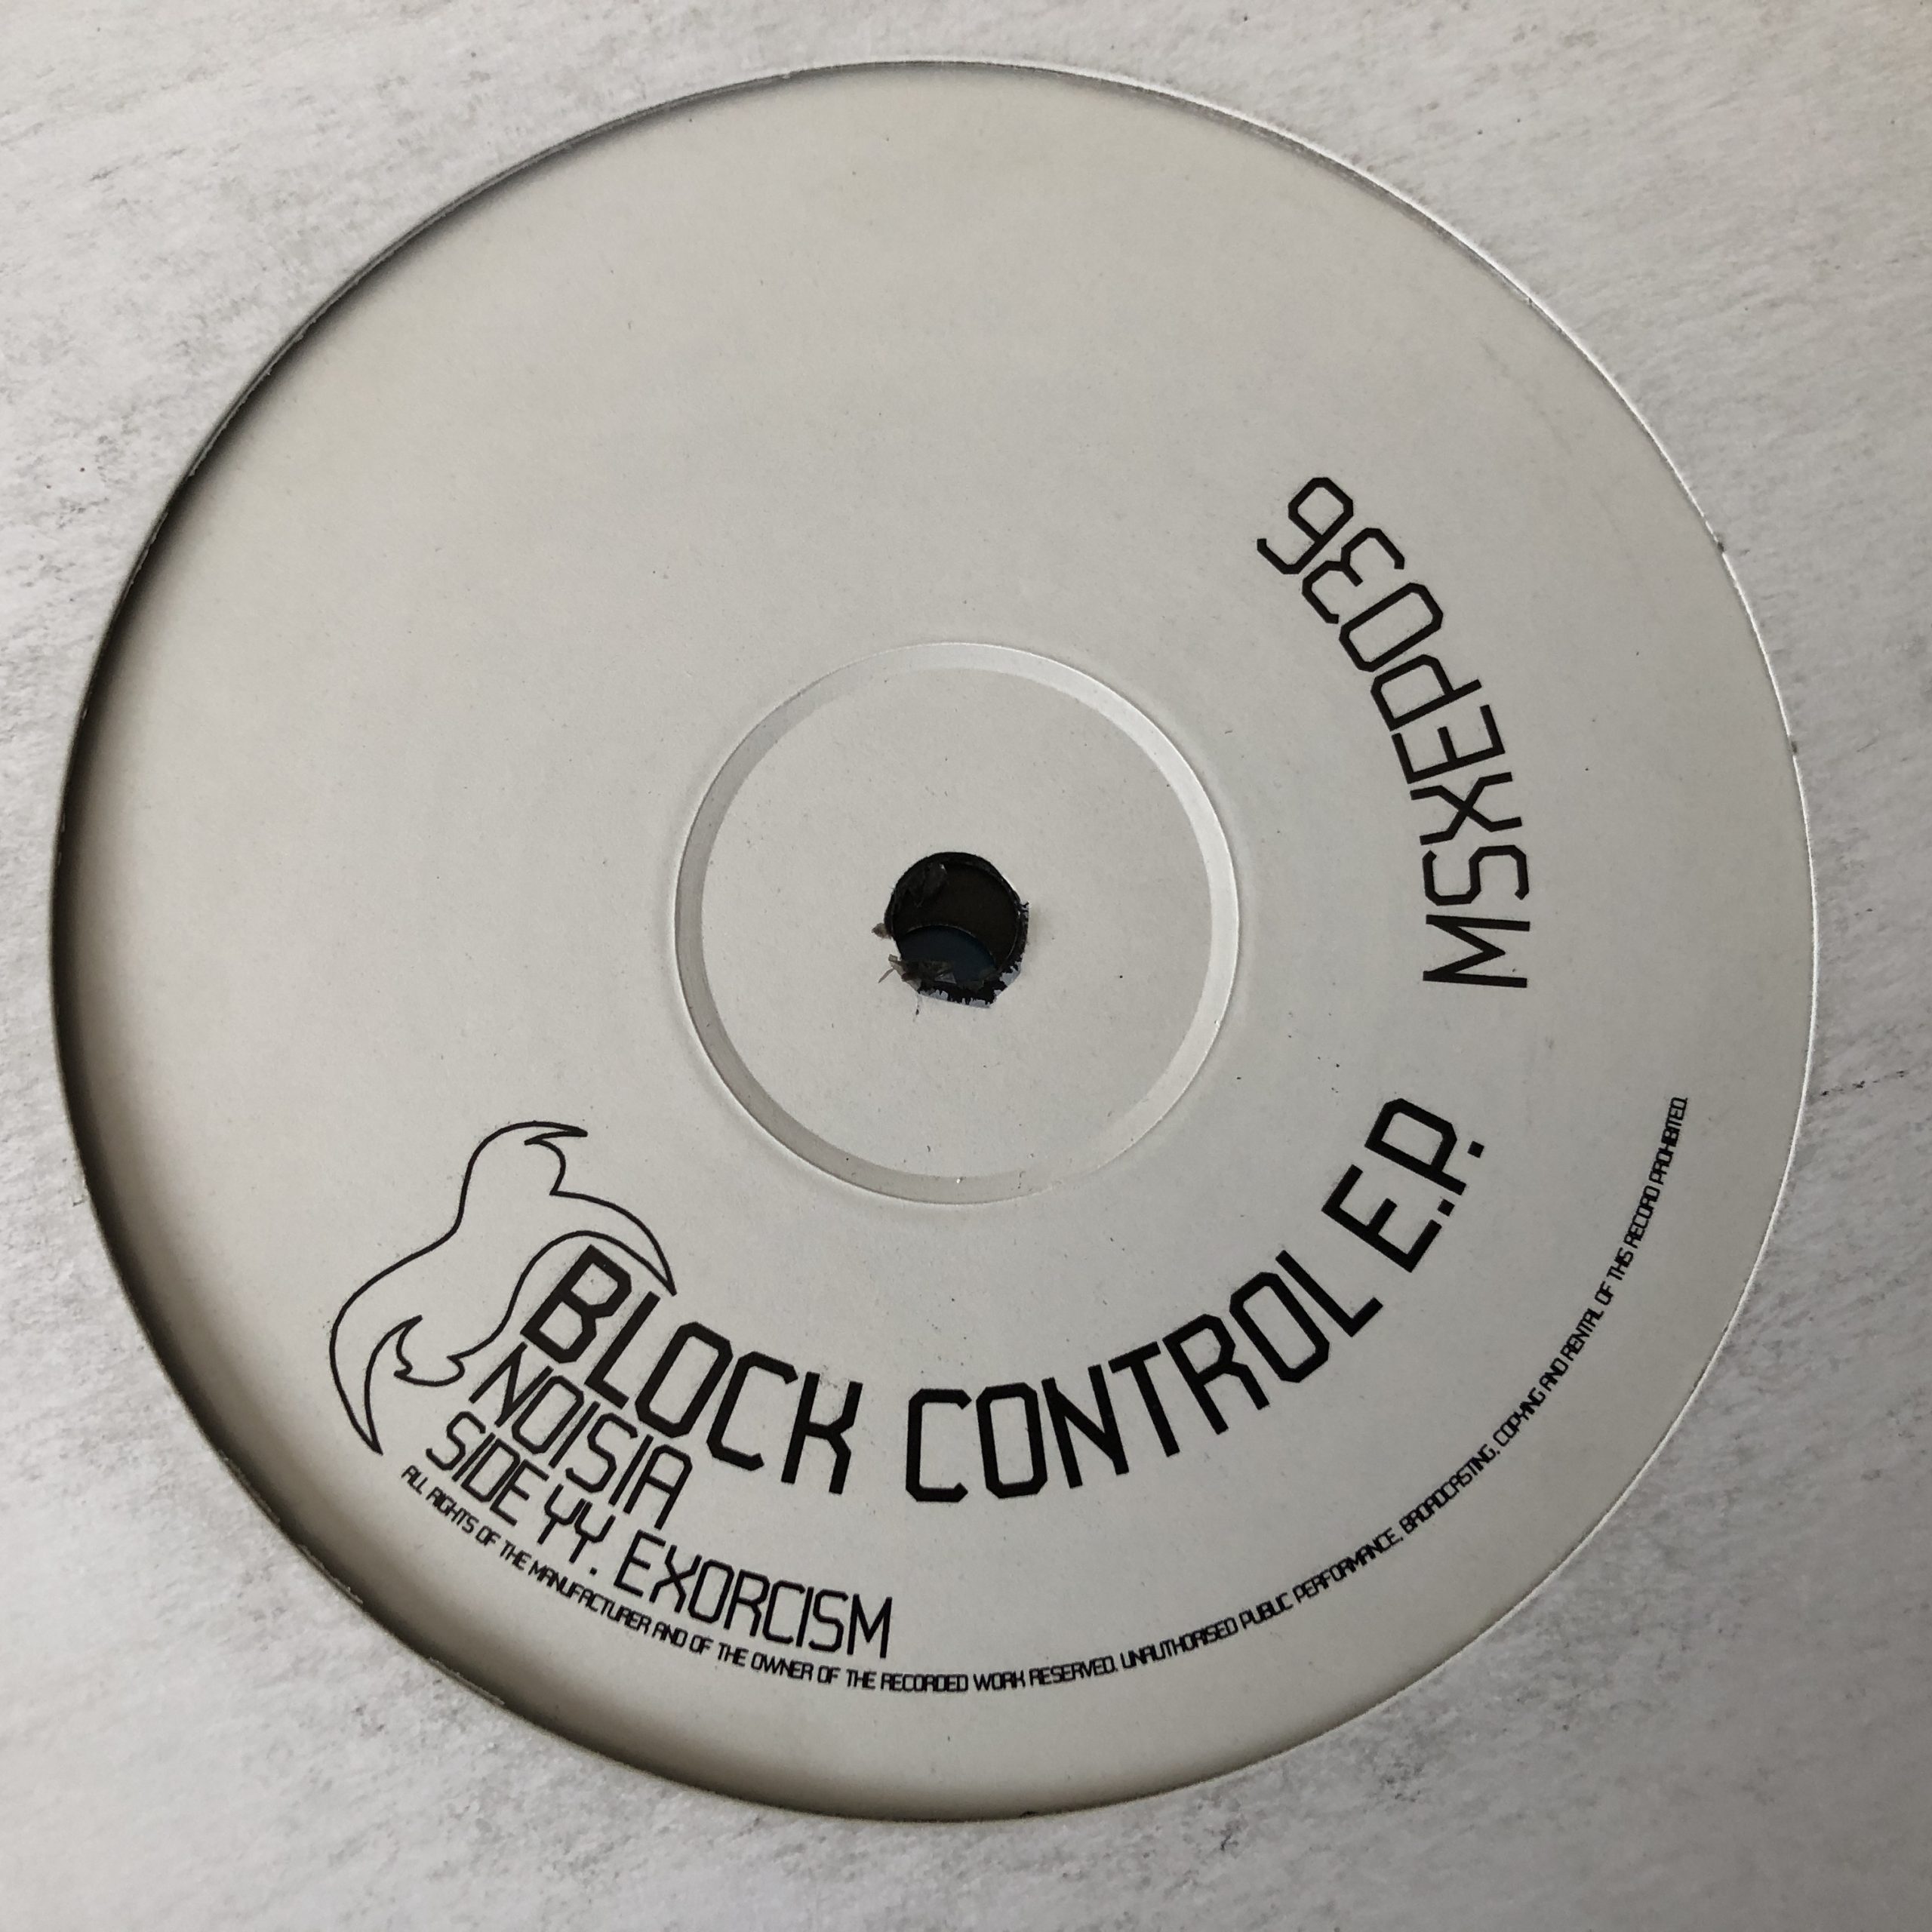 MSXEP036
BLOCK CONTROL E.P.
NOISIA
SIDE YY. EXORCISM
ALL RIGHTS OF THE MANUFACTURER AND OF THE OWNER OF THE RECORDED WORK RESERVED. UNAUTHORISED PUBLIC PERFORMANCE, BROADCASTING, COPYING AND RENTAL OF THIS RECORD PROHIBITED.